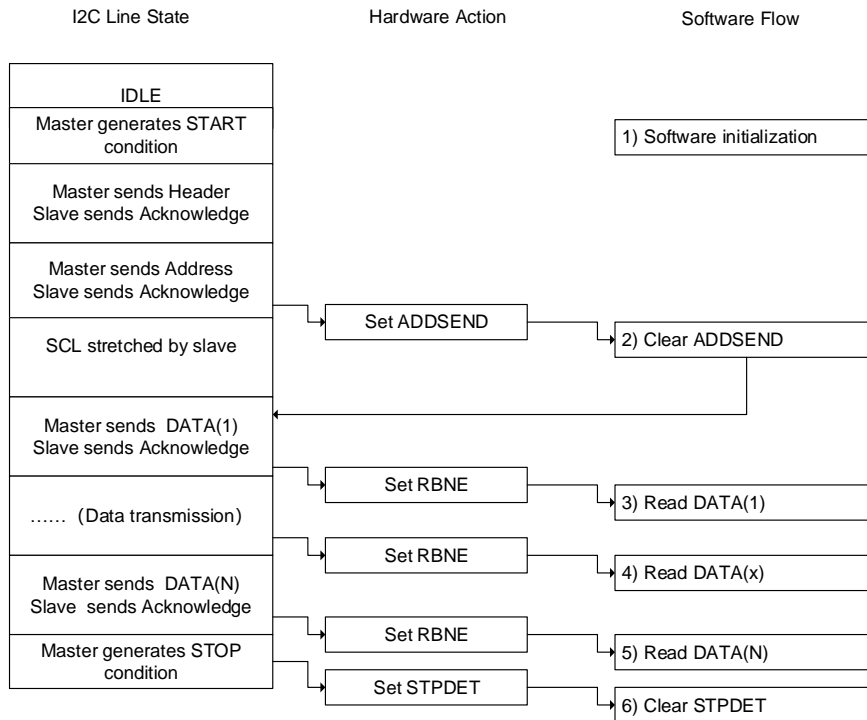 I2C Line State
Hardware Action
Software Flow
IDLE
Master generates START
condition
1) Software initialization
Master sends Header
Slave sends Acknowledge
Master sends Address
Slave sends Acknowledge
Set ADDSEND
2) Clear ADDSEND
SCL stretched by slave
Master sends DATA(1)
Slave sends Acknowledge
Set RBNE
3) Read DATA(1)
…… (Data transmission)
Set RBNE
4) Read DATA(x)
Master sends DATA(N)
Slave sends Acknowledge
Set RBNE
5) Read DATA(N)
Master generates STOP
condition
Set STPDET
6) Clear STPDET